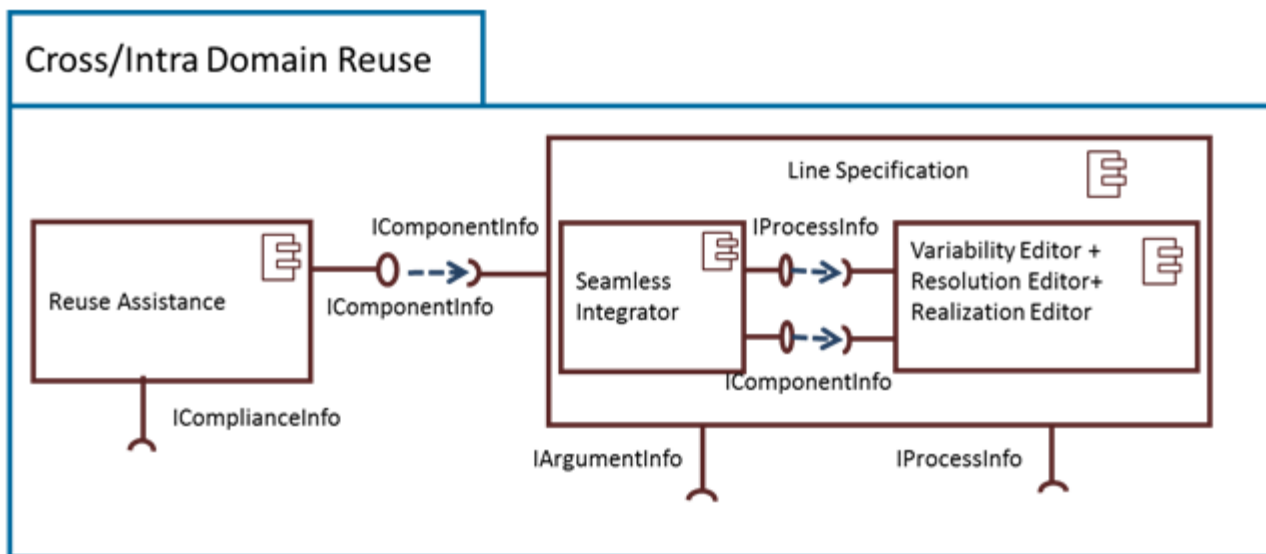 Cross/Intra Domain Reuse
Line Specification
IComponentInfo
IProcessInfo
Reuse Assistance
Seamless
Integrator
Variability Editor +
Resolution Editor+
Realization Editor
IComponentInfo
IComponentInfo
IComplianceInfo
IArgumentInfo
IProcessInfo